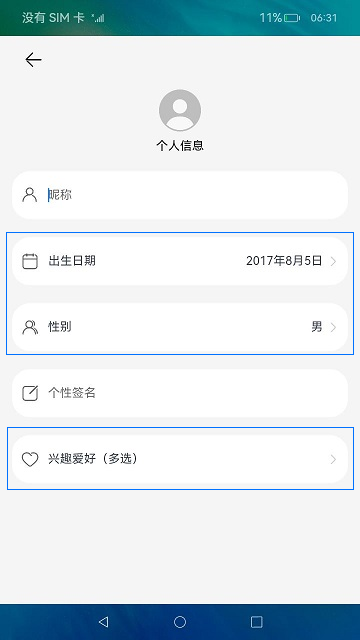 没有 SIM 卡
11%
06:31
个人信息
昵称
出生日期 2017年8月5日
性别 男
个性签名
兴趣爱好（多选）